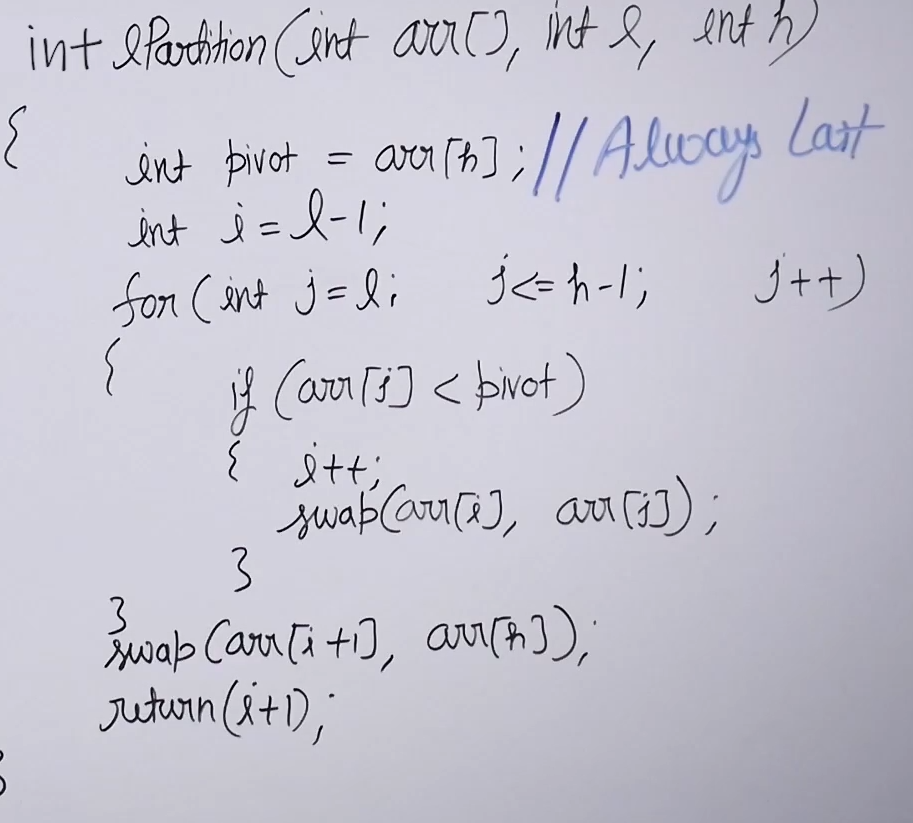 int lPartition(int arr[], int l, int h)
{
int pivot = arr[h]; // Always Last
int i = l-1;
for(int j=l; j<=h-1; j++)
{
if (arr[j] < pivot)
{ i++;
swap(arr[i], arr[j]);
}
}
swap(arr[i+1], arr[h]);
return(i+1);
}